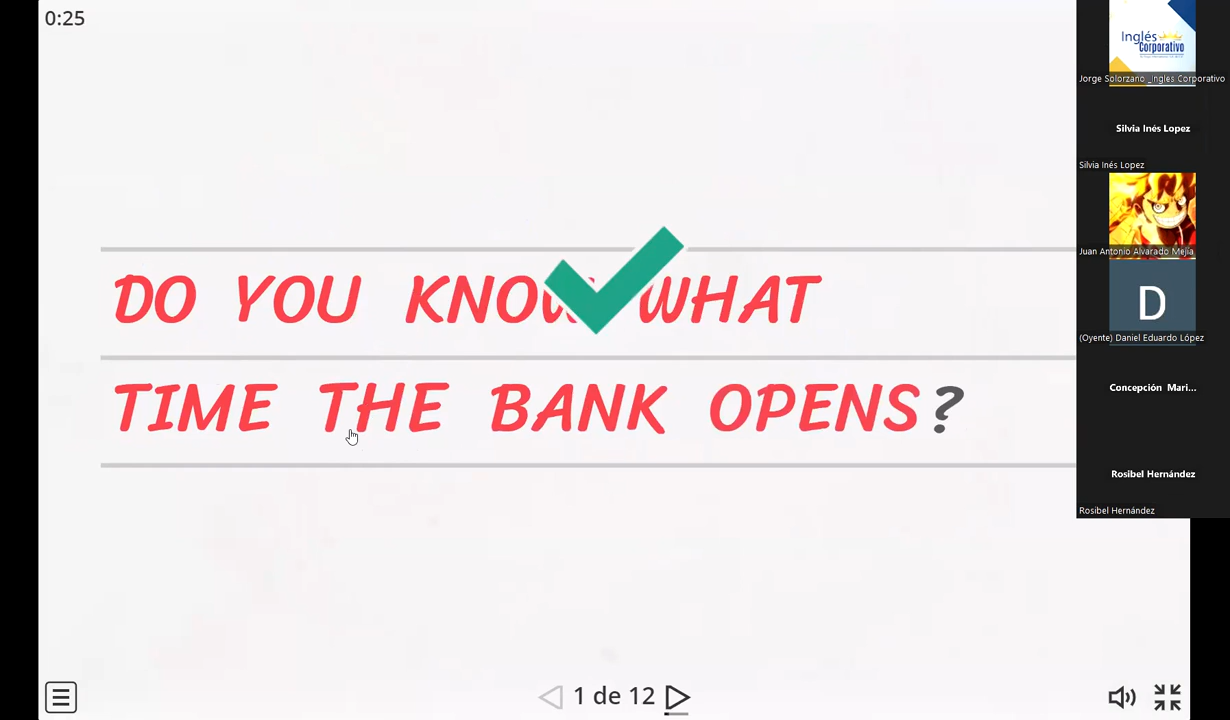 0:25
DO YOU KNOW WHAT
TIME THE BANK OPENS?
1 de 12
Inglés
Corporativo
Jorge Solorzano _Ingles Corporativo
Silvia Inés Lopez
Silvia Inés Lopez
Juan Antonio Alvarado Mejía
D
(Oyente) Daniel Eduardo López
Concepción Mari...
Rosibel Hernández
Rosibel Hernández